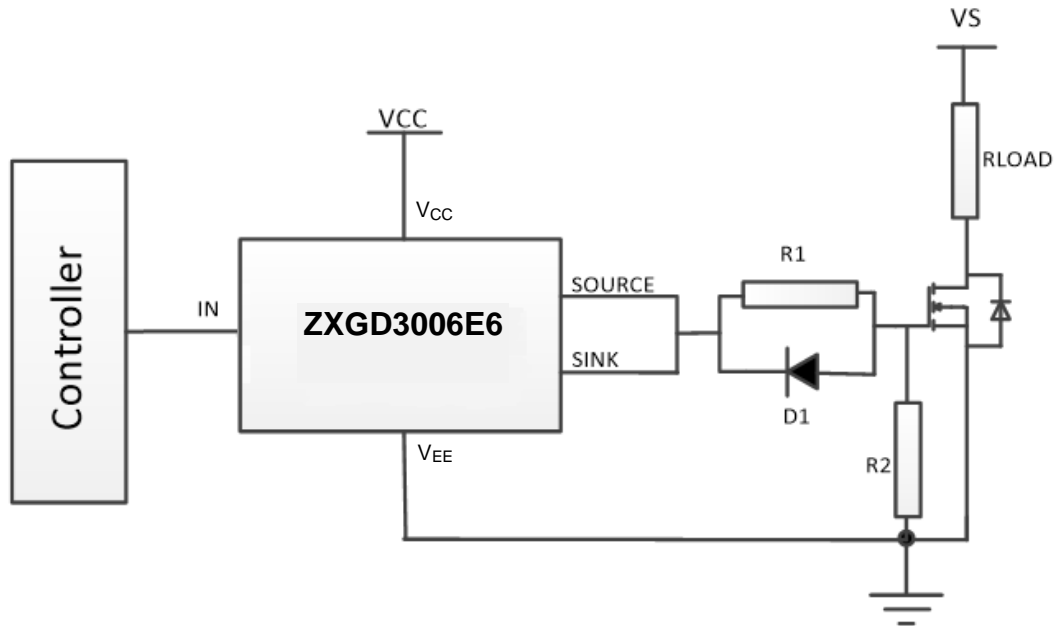 VS
RLOAD
VCC
VCC
Controller
IN
ZXGD3006E6
SOURCE
SINK
R1
D1
R2
VEE